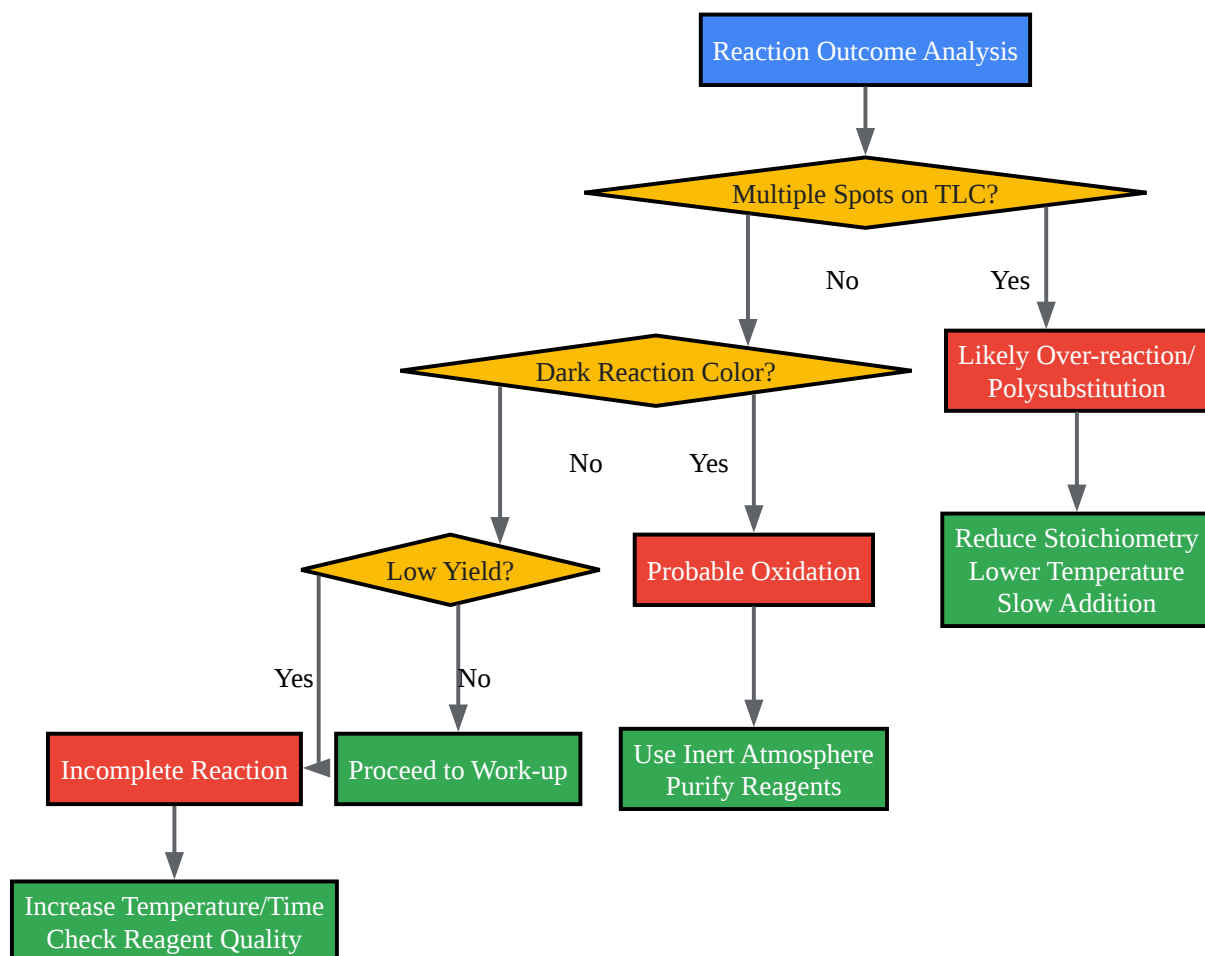 Reaction Outcome Analysis
Multiple Spots on TLC?
No
Yes
Likely Over-reaction/
Polysubstitution
Dark Reaction Color?
No
Yes
Reduce Stoichiometry
Lower Temperature
Slow Addition
Low Yield?
Probable Oxidation
Yes
No
Incomplete Reaction
Proceed to Work-up
Use Inert Atmosphere
Purify Reagents
Increase Temperature/Time
Check Reagent Quality